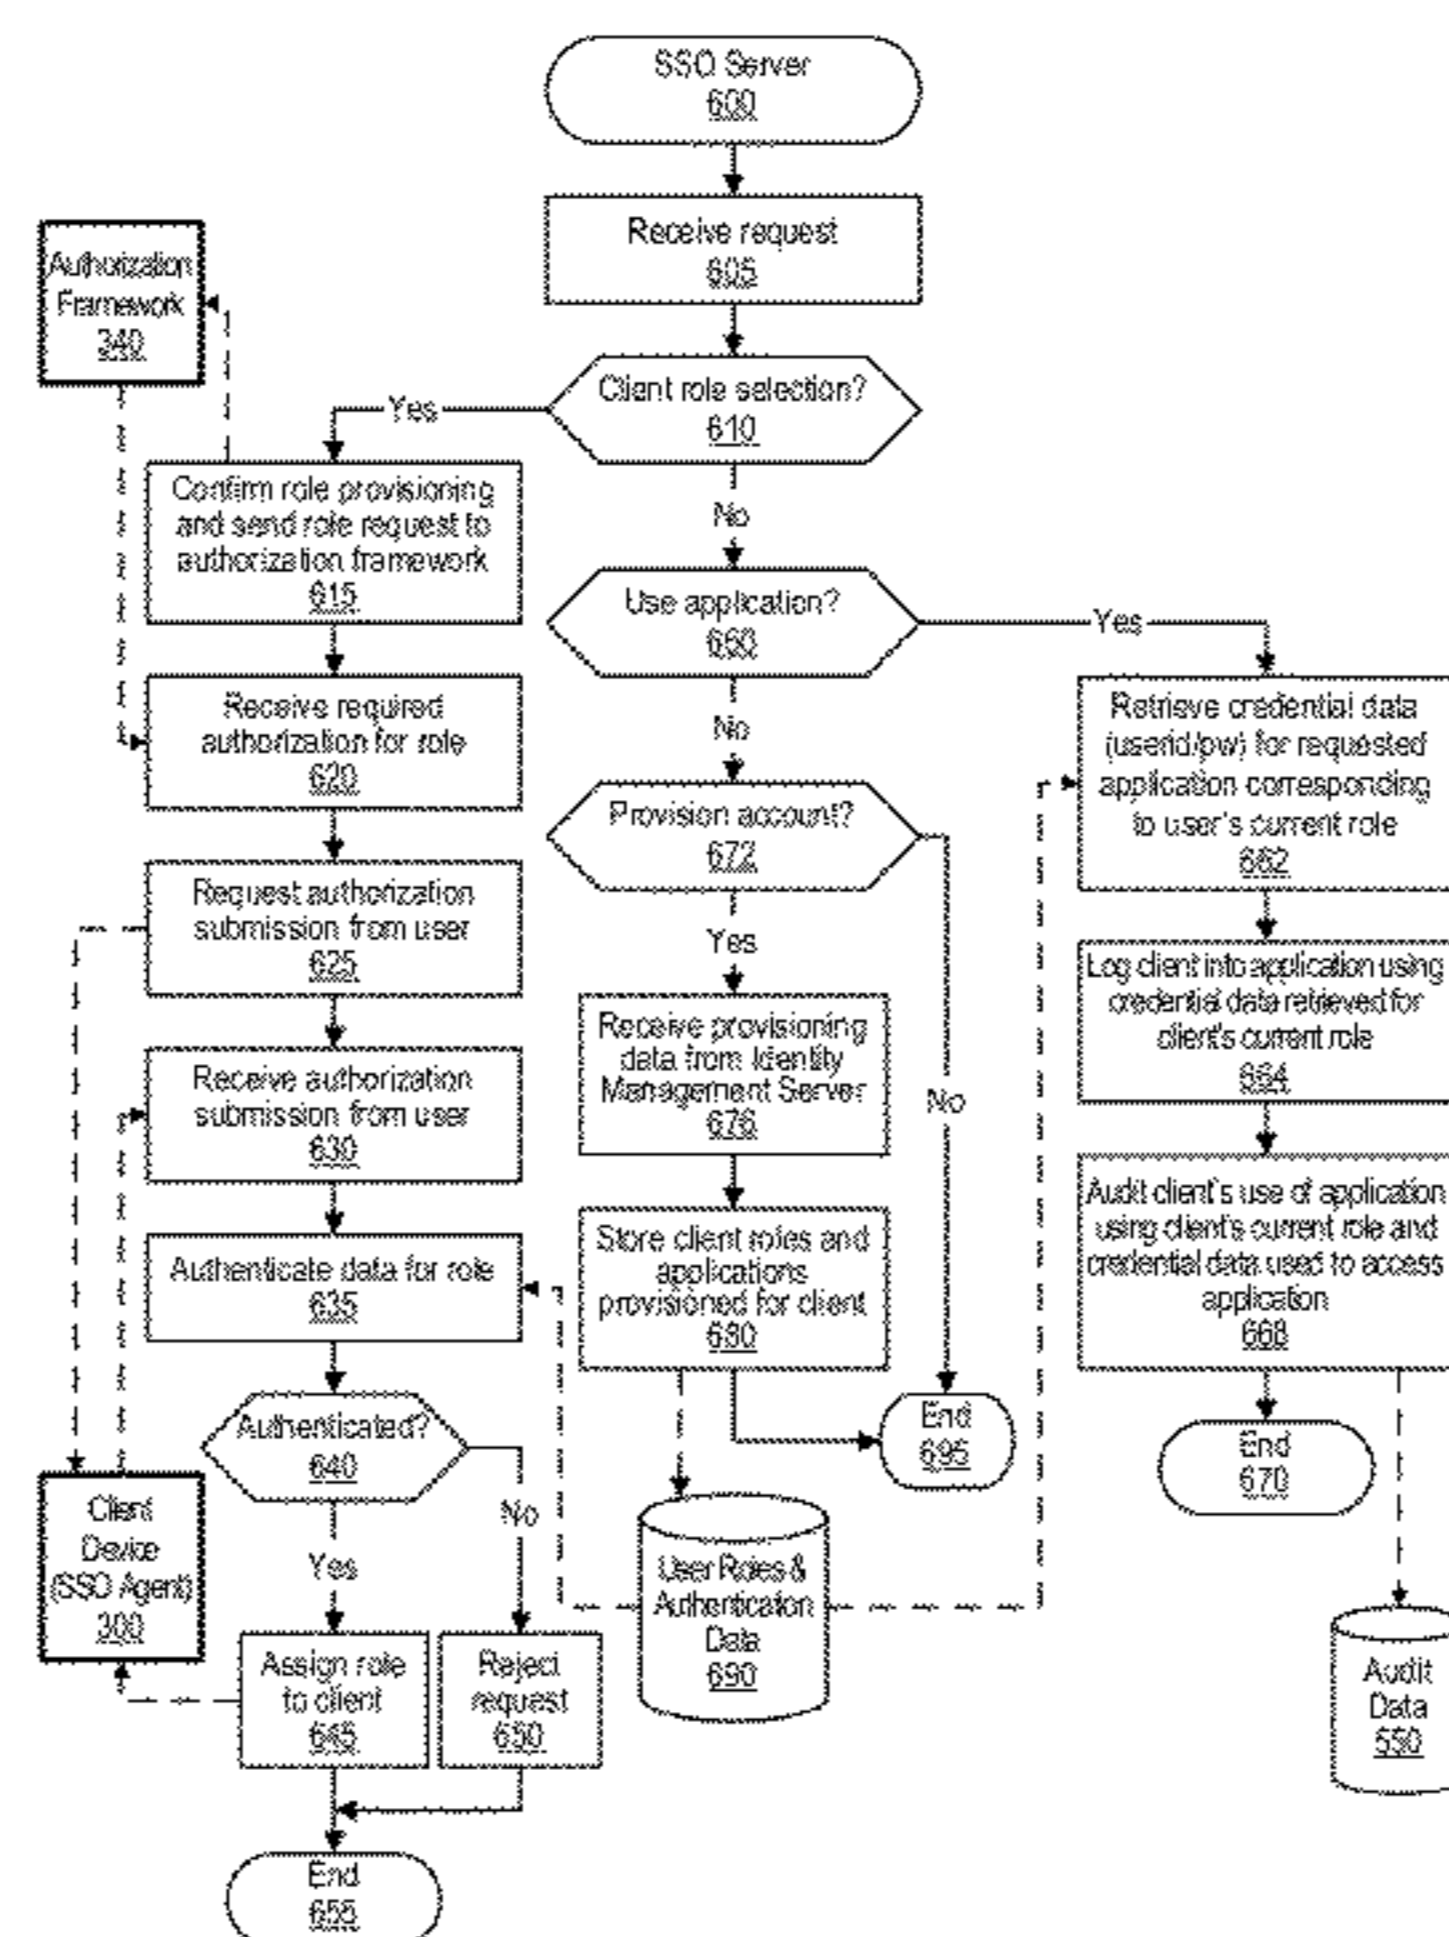 SSO Server
600
Receive request
605
Client role selection?
610
Yes
No
Authorization
Framework
340
Confirm role provisioning
and send role request to
authorization framework
615
Receive required
authorization for role
620
Request authorization
submission from user
625
Receive authorization
submission from user
630
Authenticate data for role
635
Authenticated?
640
Yes
No
Client
Device
(SSO Agent)
300
Assign role
to client
645
Reject
request
650
End
655
Use application?
660
Yes
No
Provision account?
672
Yes
No
Receive provisioning
data from Identity
Management Server
676
Store client roles and
applications
provisioned for client
680
End
695
User Roles &
Authentication
Data
690
Retrieve credential data
(userid/pw) for requested
application corresponding
to user's current role
662
Log client into application using
credential data retrieved for
client's current role
664
Audit client's use of application
using client's current role and
credential data used to access
application
668
End
670
Audit
Data
550